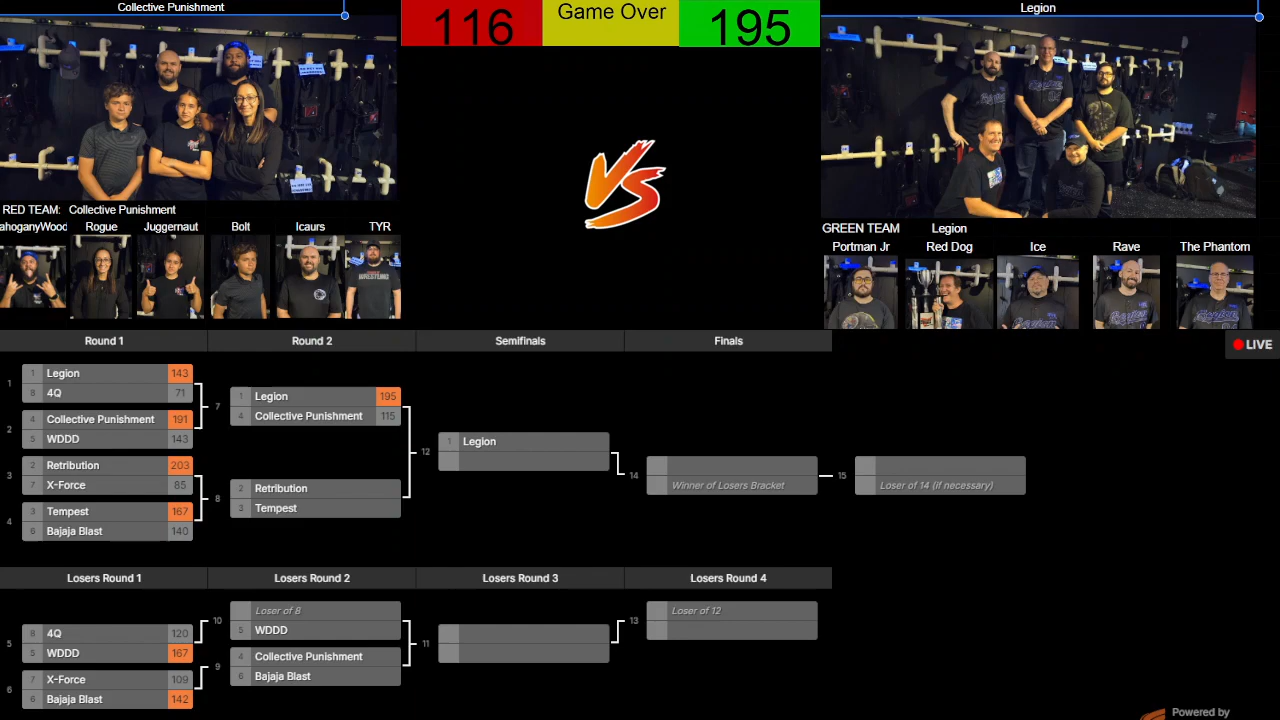 Collective Punishment
116
Game Over
195
Legion
VS
RED TEAM: Collective Punishment
ahoganyWood Rogue Juggernaut Bolt Icaurs TYR
GREEN TEAM Legion
Portman Jr Red Dog Ice Rave The Phantom
LIVE
Round 1 Round 2 Semifinals Finals
1
1 Legion 143
8 4Q 71
2
4 Collective Punishment 191
5 WDDD 143
3
2 Retribution 203
7 X-Force 85
4
3 Tempest 167
6 Bajaja Blast 140
7
1 Legion 195
4 Collective Punishment 115
8
2 Retribution
3 Tempest
12
1 Legion
14
Winner of Losers Bracket
15
Loser of 14 (if necessary)
Losers Round 1 Losers Round 2 Losers Round 3 Losers Round 4
5
8 4Q 120
5 WDDD 167
6
7 X-Force 109
6 Bajaja Blast 142
10
Loser of 8
5 WDDD
9
4 Collective Punishment
6 Bajaja Blast
11
13
Loser of 12
Powered by